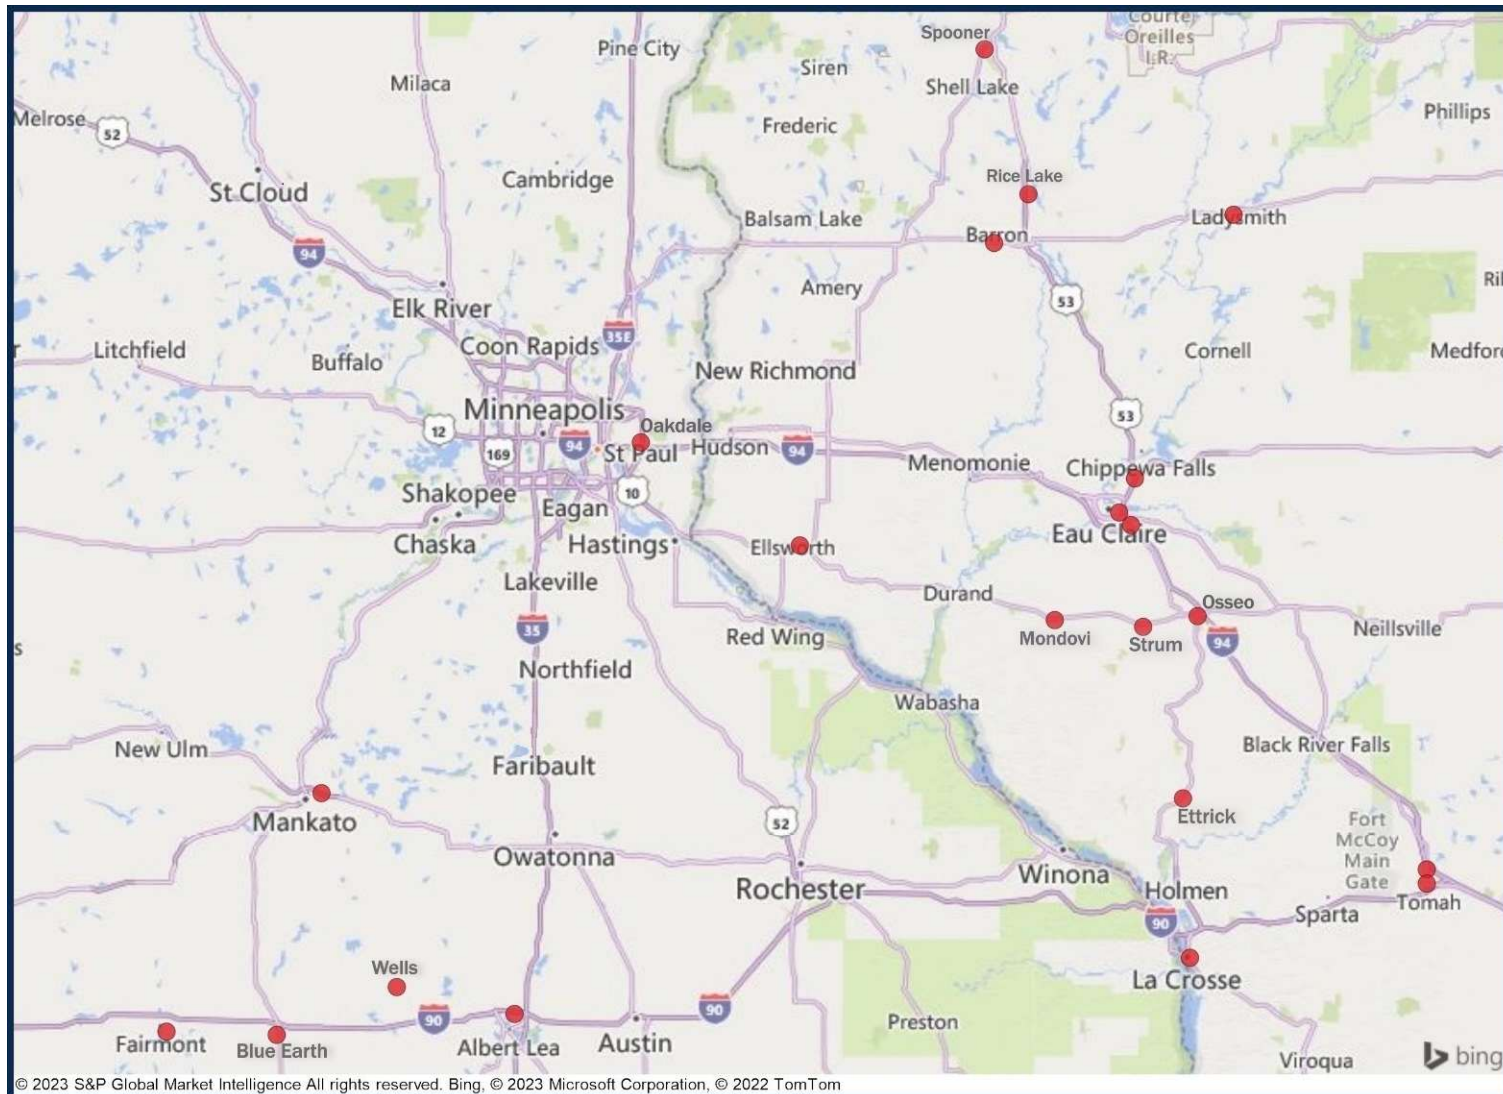 Courte
Oreilles
I.R.
Spooner
Pine City
Siren
Milaca
Shell Lake
Phillips
Melrose
52
Frederic
Cambridge
Rice Lake
St Cloud
Balsam Lake
Ladysmith
Barron
94
Amery
53
Elk River
35E
Coon Rapids
Litchfield
Buffalo
Cornell
New Richmond
Minneapolis
53
12
Oakdale
169
94
St Paul
Hudson
94
Menomonie
Chippewa Falls
Shakopee
10
Eagan
Chaska
Hastings
Ellsworth
Eau Claire
Lakeville
Durand
Osseo
35
Red Wing
Mondovi
Strum
94
Neillsville
Northfield
Wabasha
New Ulm
Black River Falls
Faribault
Mankato
52
Ettrick
Fort
McCoy
Main
Gate
Owatonna
Rochester
Winona
Holmen
Tomah
90
Sparta
Wells
La Crosse
90
90
Fairmont
Blue Earth
Albert Lea
Austin
Preston
Viroqua
bing
© 2023 S&P Global Market Intelligence All rights reserved. Bing, © 2023 Microsoft Corporation, © 2022 TomTom